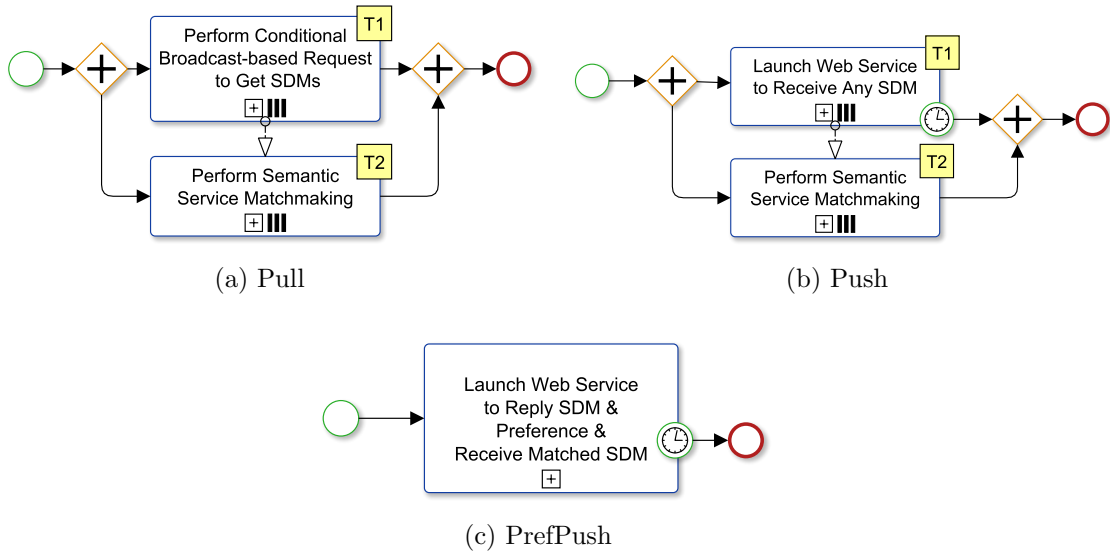 T1
Perform Conditional
Broadcast-based Request
to Get SDMs
T2
Perform Semantic
Service Matchmaking
(a) Pull
T1
Launch Web Service
to Receive Any SDM
T2
Perform Semantic
Service Matchmaking
(b) Push
Launch Web Service
to Reply SDM &
Preference &
Receive Matched SDM
(c) PrefPush